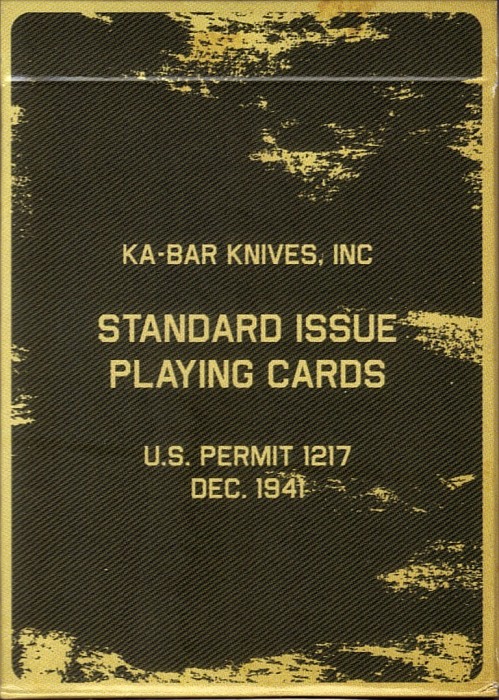 KA-BAR KNIVES, INC
STANDARD ISSUE
PLAYING CARDS
U.S. PERMIT 1217
DEC. 1941